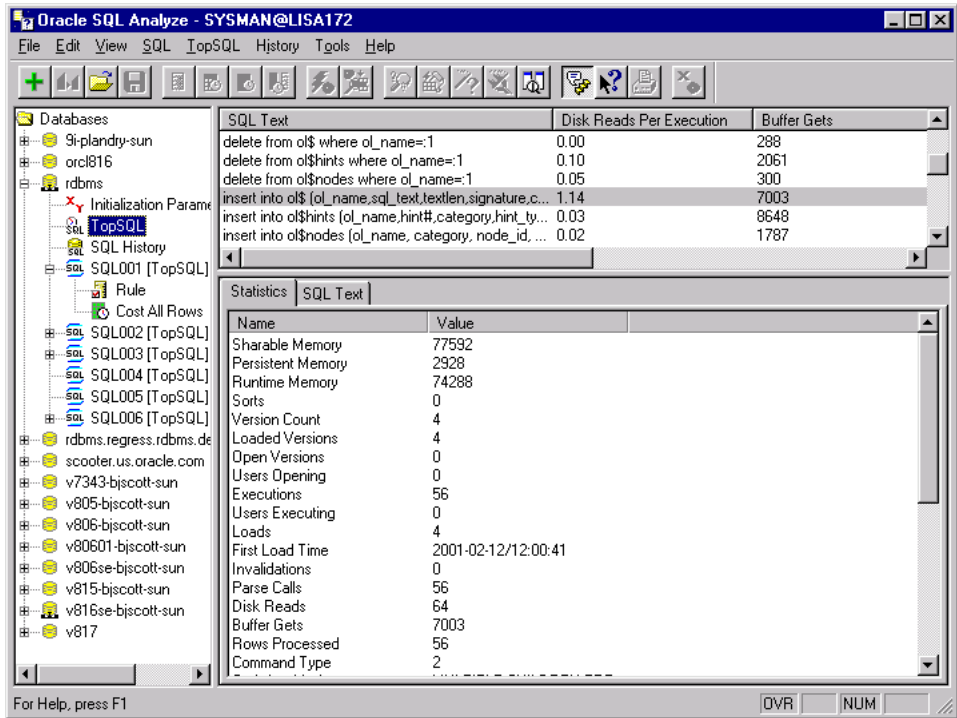 Oracle SQL Analyze - SYSMAN@LISA172
File Edit View SQL TopSQL History Tools Help
Databases
9i-plandry-sun
orcl816
rdbms
Initialization Parame
TopSQL
SQL History
SQL001 [TopSQL]
Rule
Cost All Rows
SQL002 [TopSQL]
SQL003 [TopSQL]
SQL004 [TopSQL]
SQL005 [TopSQL]
SQL006 [TopSQL]
rdbms.regress.rdbms.de
scooter.us.oracle.com
v7343-bjscott-sun
v805-bjscott-sun
v806-bjscott-sun
v80601-bjscott-sun
v806se-bjscott-sun
v815-bjscott-sun
v816se-bjscott-sun
v817
SQL Text Disk Reads Per Execution Buffer Gets
delete from ol$ where ol_name=:1 0.00 288
delete from ol$hints where ol_name=:1 0.10 2061
delete from ol$nodes where ol_name=:1 0.05 300
insert into ol$ (ol_name,sql_text,textlen,signature,c... 1.14 7003
insert into ol$hints (ol_name,hint#,category,hint_ty... 0.03 8648
insert into ol$nodes (ol_name, category, node_id, ... 0.02 1787
Statistics SQL Text
Name Value
Sharable Memory 77592
Persistent Memory 2928
Runtime Memory 74288
Sorts 0
Version Count 4
Loaded Versions 4
Open Versions 0
Users Opening 0
Executions 56
Users Executing 0
Loads 4
First Load Time 2001-02-12/12:00:41
Invalidations 0
Parse Calls 56
Disk Reads 64
Buffer Gets 7003
Rows Processed 56
Command Type 2
For Help, press F1 OVR NUM